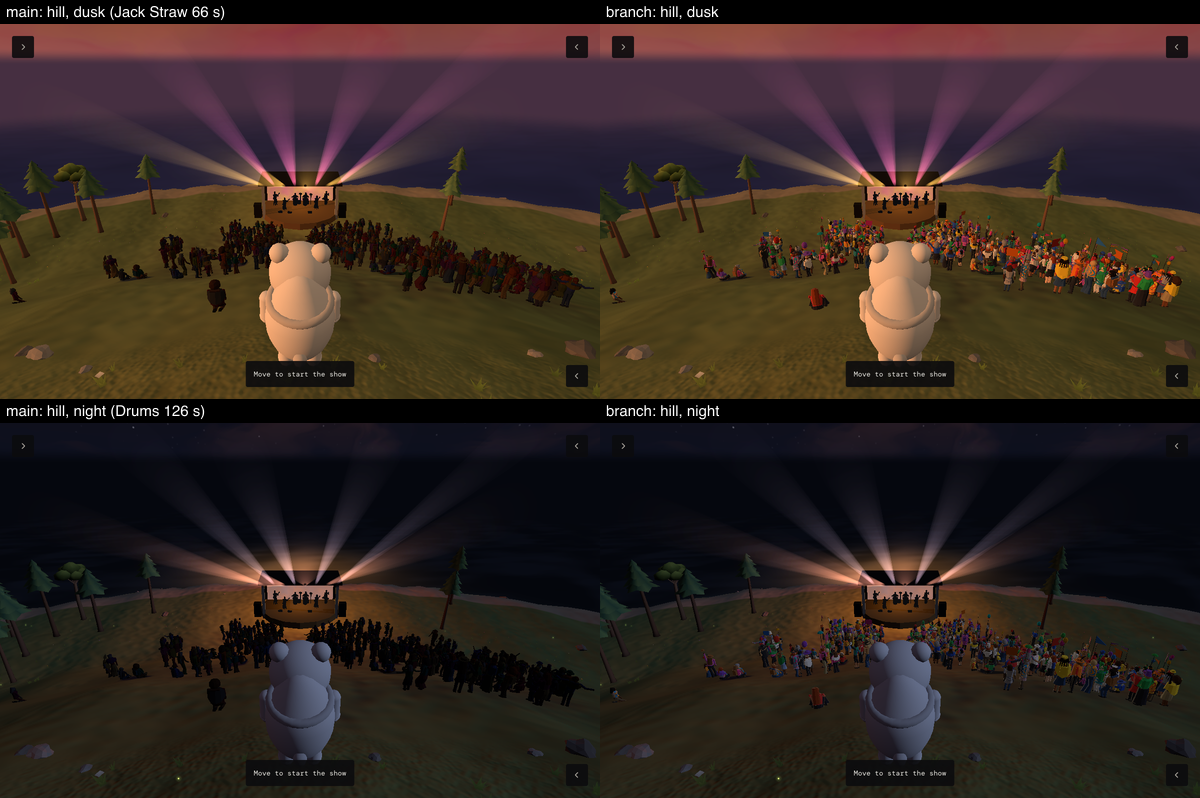 main: hill, dusk (Jack Straw 66 s)
branch: hill, dusk
Move to start the show
Move to start the show
main: hill, night (Drums 126 s)
branch: hill, night
Move to start the show
Move to start the show